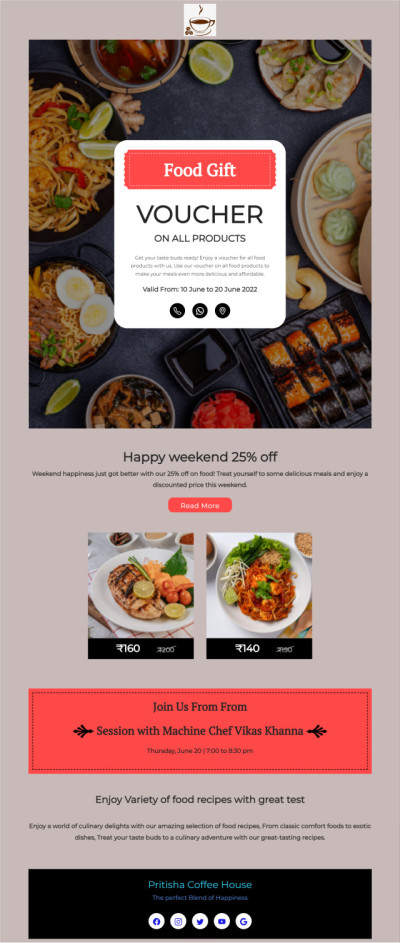 Food Gift
VOUCHER
ON ALL PRODUCTS
Get your taste buds ready! Enjoy a voucher for all food
products with us. Use our voucher on all food products to
make your meals even more delicious and affordable.
Valid From: 10 June to 20 June 2022
Happy weekend 25% off
Weekend happiness just got better with our 25% off on food! Treat yourself to some delicious meals and enjoy a
discounted price this weekend.
Read More
₹160 ₹200
₹140 ₹190
Join Us From From
Session with Machine Chef Vikas Khanna
Thursday, June 20 | 7:00 to 8:30 pm
Enjoy Variety of food recipes with great test
Enjoy a world of culinary delights with our amazing selection of food recipes, From classic comfort foods to exotic
dishes, Treat your taste buds to a culinary adventure with our great-tasting recipes.
Pritisha Coffee House
The perfect Blend of Happiness